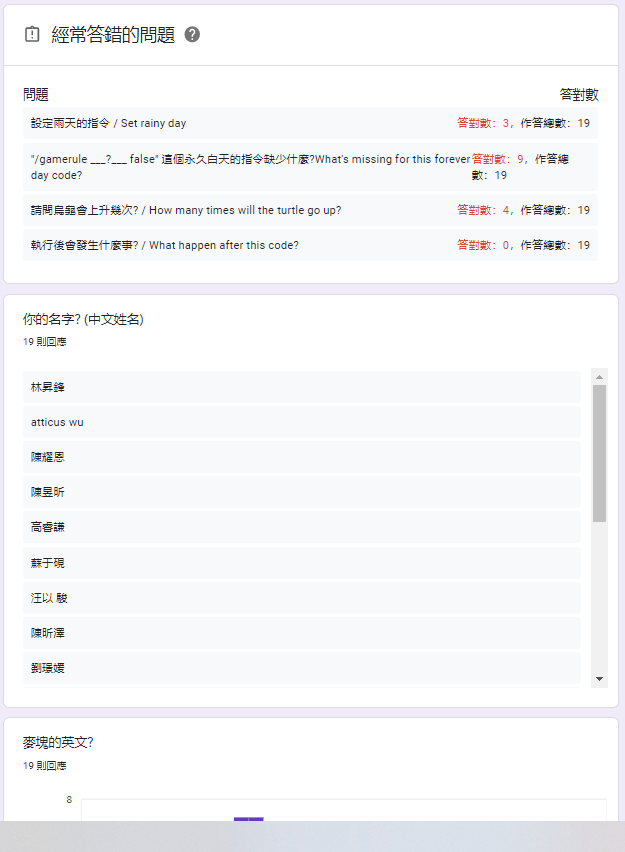 經常答錯的問題
問題 答對數
設定雨天的指令 / Set rainy day 答對數：3，作答總數：19
"/gamerule ___?___ false" 這個永久白天的指令缺少什麼?What's missing for this forever 答對數：9，作答總
day code? 數：19
請問烏龜會上升幾次? / How many times will the turtle go up? 答對數：4，作答總數：19
執行後會發生什麼事? / What happen after this code? 答對數：0，作答總數：19
你的名字? (中文姓名)
19 則回應
林昇鋒
atticus wu
陳耀恩
陳昱昕
高睿謙
蘇于硯
汪以 駿
陳昕澤
劉環媛
麥塊的英文?
19 則回應
8